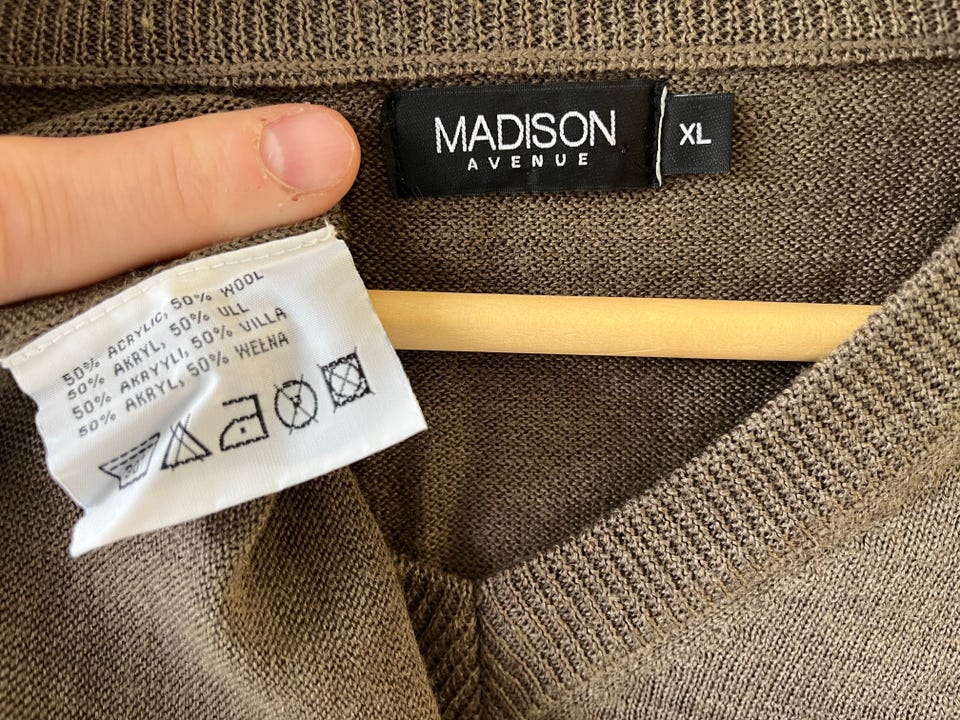 MADISON
AVENUE
XL
50% ACRYLIC, 50% WOOL
50% AKRYL, 50% ULL
50% AKRYYLI, 50% VILLA
50% AKRYL, 50% WEŁNA